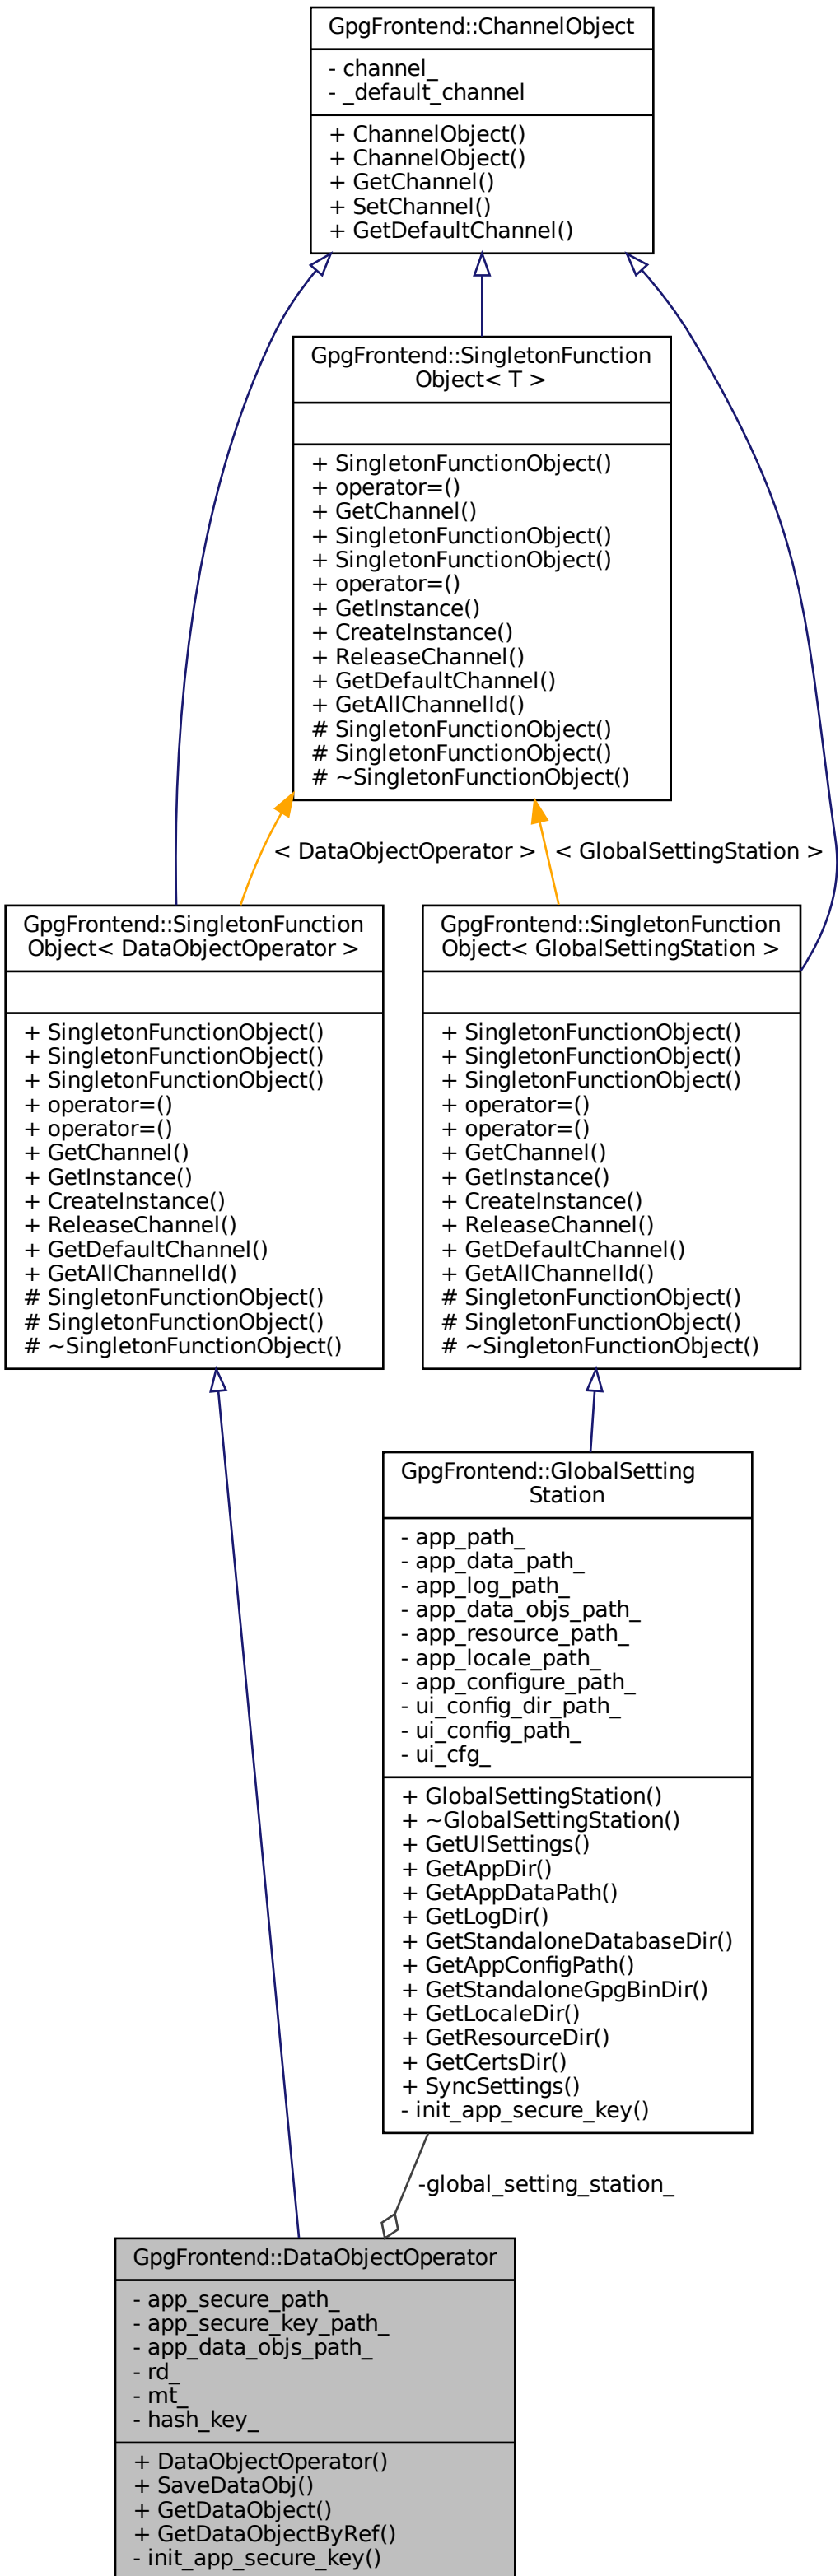 GpgFrontend::ChannelObject
- channel_
- _default_channel
+ ChannelObject()
+ ChannelObject()
+ GetChannel()
+ SetChannel()
+ GetDefaultChannel()
GpgFrontend::SingletonFunction
Object< T >
+ SingletonFunctionObject()
+ operator=()
+ GetChannel()
+ SingletonFunctionObject()
+ SingletonFunctionObject()
+ operator=()
+ GetInstance()
+ CreateInstance()
+ ReleaseChannel()
+ GetDefaultChannel()
+ GetAllChannelId()
# SingletonFunctionObject()
# SingletonFunctionObject()
# ~SingletonFunctionObject()
< DataObjectOperator >
< GlobalSettingStation >
GpgFrontend::SingletonFunction
Object< DataObjectOperator >
+ SingletonFunctionObject()
+ SingletonFunctionObject()
+ SingletonFunctionObject()
+ operator=()
+ operator=()
+ GetChannel()
+ GetInstance()
+ CreateInstance()
+ ReleaseChannel()
+ GetDefaultChannel()
+ GetAllChannelId()
# SingletonFunctionObject()
# SingletonFunctionObject()
# ~SingletonFunctionObject()
GpgFrontend::SingletonFunction
Object< GlobalSettingStation >
+ SingletonFunctionObject()
+ SingletonFunctionObject()
+ SingletonFunctionObject()
+ operator=()
+ operator=()
+ GetChannel()
+ GetInstance()
+ CreateInstance()
+ ReleaseChannel()
+ GetDefaultChannel()
+ GetAllChannelId()
# SingletonFunctionObject()
# SingletonFunctionObject()
# ~SingletonFunctionObject()
GpgFrontend::GlobalSetting
Station
- app_path_
- app_data_path_
- app_log_path_
- app_data_objs_path_
- app_resource_path_
- app_locale_path_
- app_configure_path_
- ui_config_dir_path_
- ui_config_path_
- ui_cfg_
+ GlobalSettingStation()
+ ~GlobalSettingStation()
+ GetUISettings()
+ GetAppDir()
+ GetAppDataPath()
+ GetLogDir()
+ GetStandaloneDatabaseDir()
+ GetAppConfigPath()
+ GetStandaloneGpgBinDir()
+ GetLocaleDir()
+ GetResourceDir()
+ GetCertsDir()
+ SyncSettings()
- init_app_secure_key()
-global_setting_station_
GpgFrontend::DataObjectOperator
- app_secure_path_
- app_secure_key_path_
- app_data_objs_path_
- rd_
- mt_
- hash_key_
+ DataObjectOperator()
+ SaveDataObj()
+ GetDataObject()
+ GetDataObjectByRef()
- init_app_secure_key()